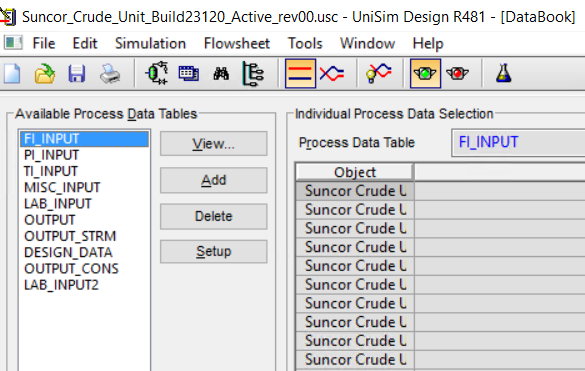 Suncor_Crude_Unit_Build23120_Active_rev00.usc - UniSim Design R481 - [DataBook]
File Edit Simulation Flowsheet Tools Window Help
Available Process Data Tables
FI_INPUT
PI_INPUT
TI_INPUT
MISC_INPUT
LAB_INPUT
OUTPUT
OUTPUT_STRM
DESIGN_DATA
OUTPUT_CONS
LAB_INPUT2
View...
Add
Delete
Setup
Individual Process Data Selection
Process Data Table FI_INPUT
Object
Suncor Crude U
Suncor Crude U
Suncor Crude U
Suncor Crude U
Suncor Crude U
Suncor Crude U
Suncor Crude U
Suncor Crude U
Suncor Crude U
Suncor Crude U